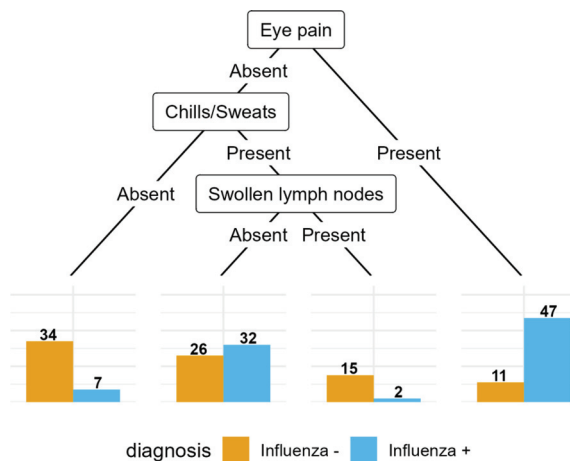 Eye pain
Absent
Chills/Sweats
Present Present
Absent
Swollen lymph nodes
Absent Present
34 7 26 32 15 2 11 47
diagnosis Influenza - Influenza +